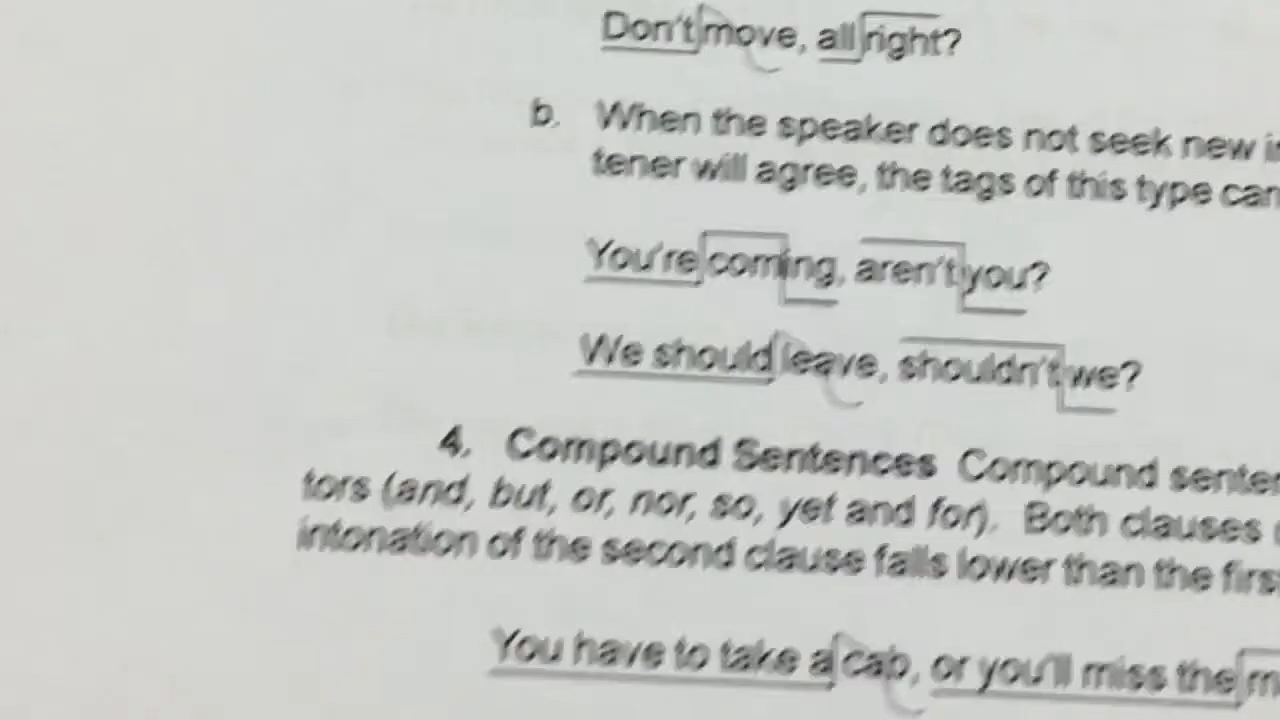 Don't move, all right?
b. When the speaker does not seek new
tener will agree, the tags of this type can
You're coming, aren't you?
We should leave, shouldn't we?
4. Compound Sentences Compound
tors (and, but, or, nor, so, yet and for). Both clauses
intonation of the second clause falls lower than the
You have to take a cab, or you'll miss the